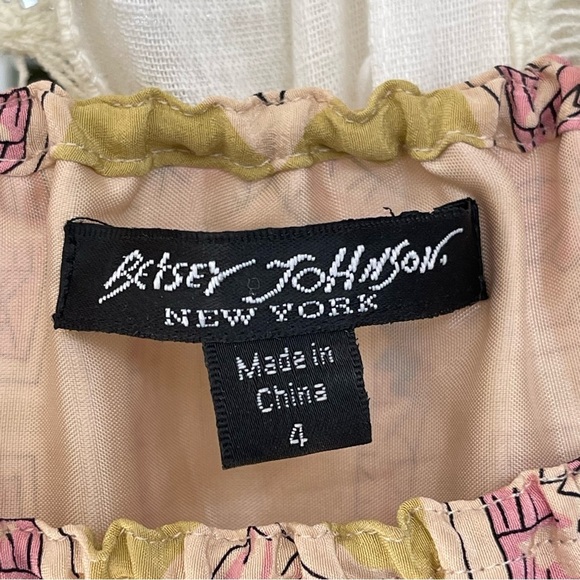 BETSEY JOHNSON.
NEW YORK
Made in
China
4